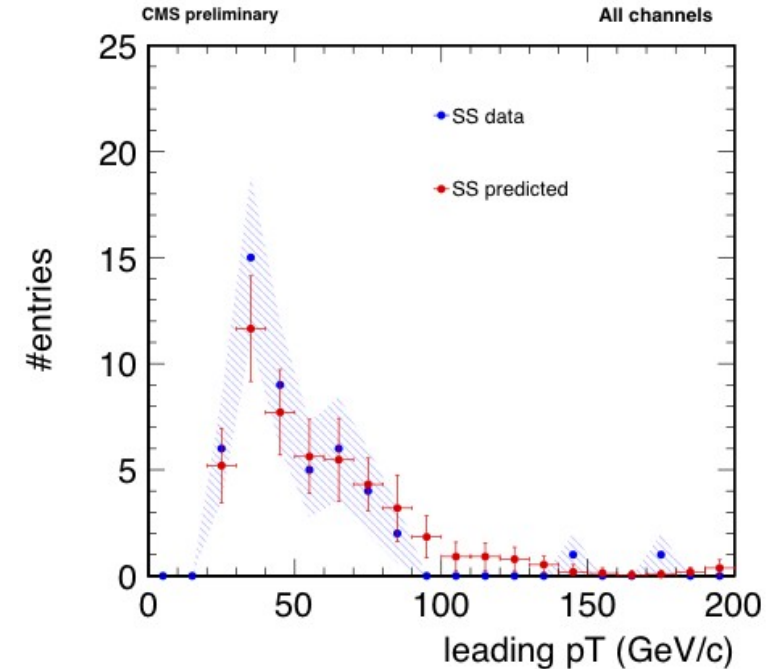 CMS preliminary
All channels
25
SS data
20
SS predicted
#entries
15
10
5
0
0 50 100 150 200
leading pT (GeV/c)